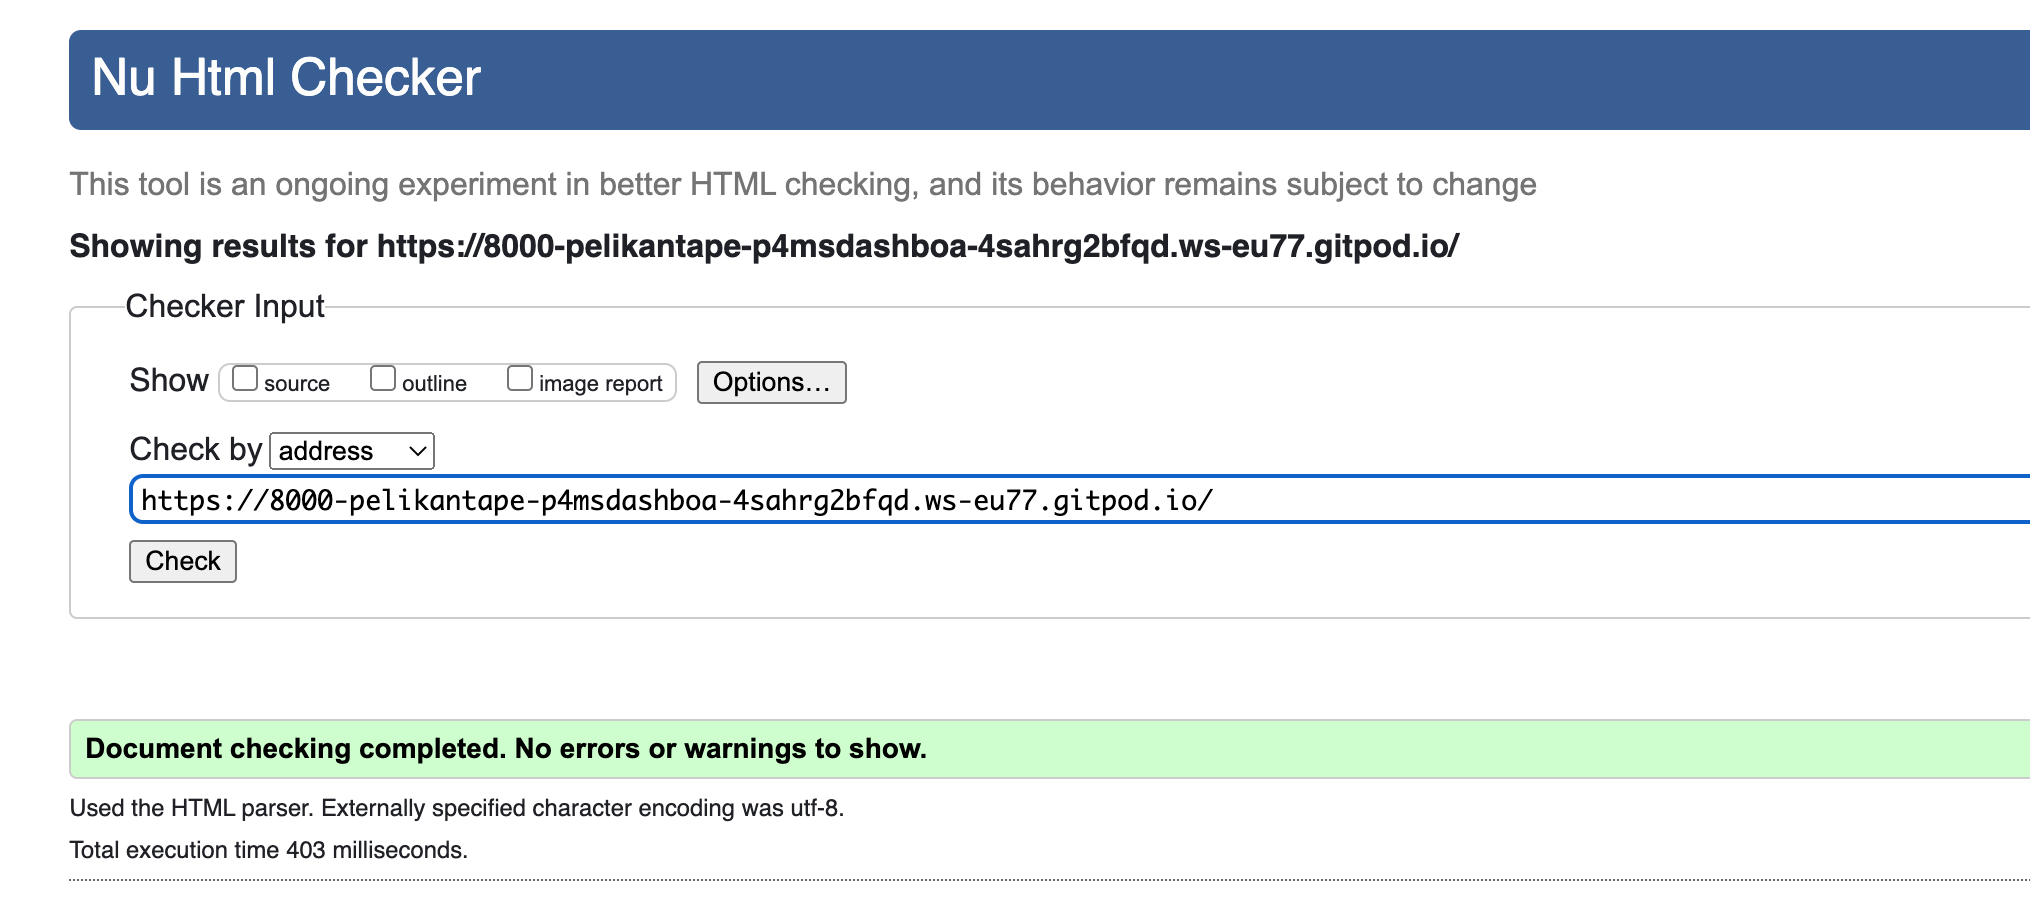 Nu Html Checker
This tool is an ongoing experiment in better HTML checking, and its behavior remains subject to change
Showing results for https://8000-pelikantape-p4msdashboa-4sahrg2bfqd.ws-eu77.gitpod.io/
Checker Input
Show source outline image report Options...
Check by address
https://8000-pelikantape-p4msdashboa-4sahrg2bfqd.ws-eu77.gitpod.io/
Check
Document checking completed. No errors or warnings to show.
Used the HTML parser. Externally specified character encoding was utf-8.
Total execution time 403 milliseconds.